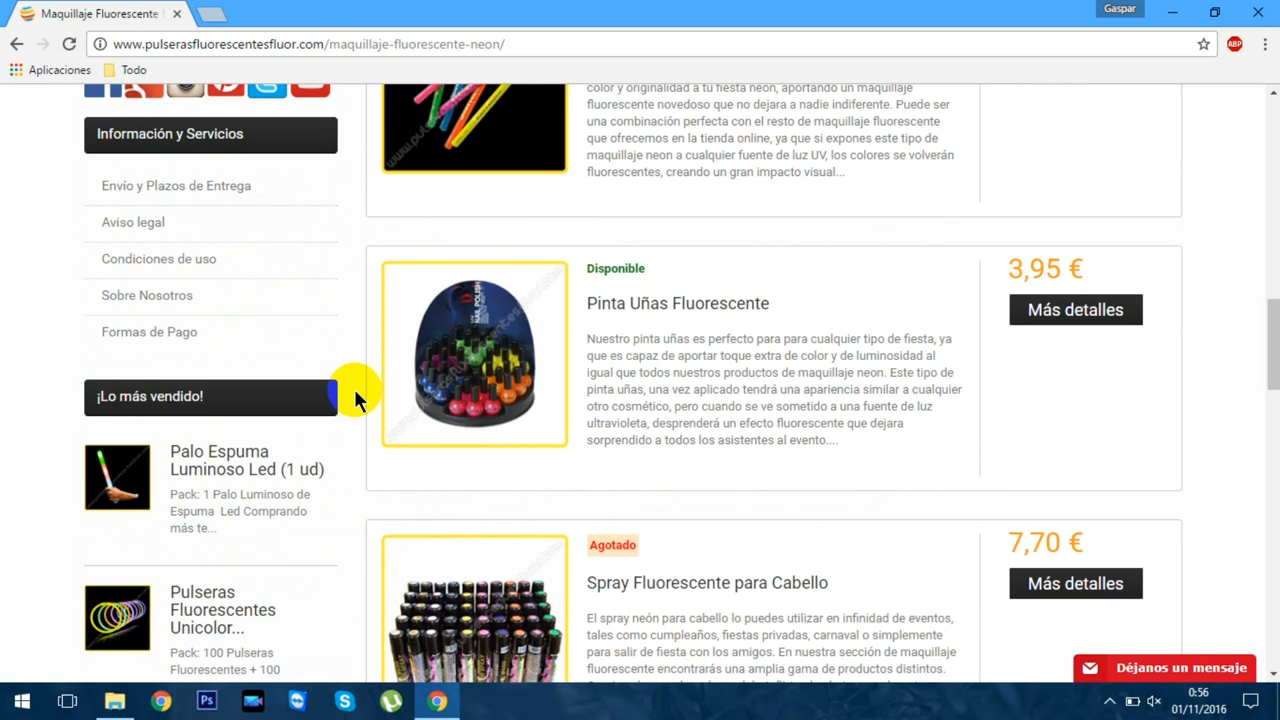 Maquillaje Fluorescente
Gaspar
www.pulserasfluorescentesfluor.com/maquillaje-fluorescente-neon/
ABP
Aplicaciones
Todo
Información y Servicios
Envío y Plazos de Entrega
Aviso legal
Condiciones de uso
Sobre Nosotros
Formas de Pago
¡Lo más vendido!
Palo Espuma
Luminoso Led (1 ud)
Pack: 1 Palo Luminoso de
Espuma Led Comprando
más te...
Pulseras
Fluorescentes
Unicolor...
Pack: 100 Pulseras
Fluorescentes + 100
color y originalidad a tu fiesta neón, aportando un maquillaje
fluorescente novedoso que no dejara a nadie indiferente. Puede ser
una combinación perfecta con el resto de maquillaje fluorescente
que ofrecemos en la tienda online, ya que si expones este tipo de
maquillaje neon a cualquier fuente de luz UV, los colores se volverán
fluorescentes, creando un gran impacto visual...
NAIL POLISH
Disponible
Pinta Uñas Fluorescente
Nuestro pinta uñas es perfecto para para cualquier tipo de fiesta, ya
que es capaz de aportar toque extra de color y de luminosidad al
igual que todos nuestros productos de maquillaje neon. Este tipo de
pinta uñas, una vez aplicado tendrá una apariencia similar a cualquier
otro cosmético, pero cuando se ve sometido a una fuente de luz
ultravioleta, desprenderá un efecto fluorescente que dejara
sorprendido a todos los asistentes al evento....
3,95 €
Más detalles
Agotado
Spray Fluorescente para Cabello
El spray neón para cabello lo puedes utilizar en infinidad de eventos,
tales como cumpleaños, fiestas privadas, carnaval o simplemente
para salir de fiesta con los amigos. En nuestra sección de maquillaje
fluorescente encontrarás una amplia gama de productos distintos.
7,70 €
Más detalles
Déjanos un mensaje
Ps
0:56
01/11/2016